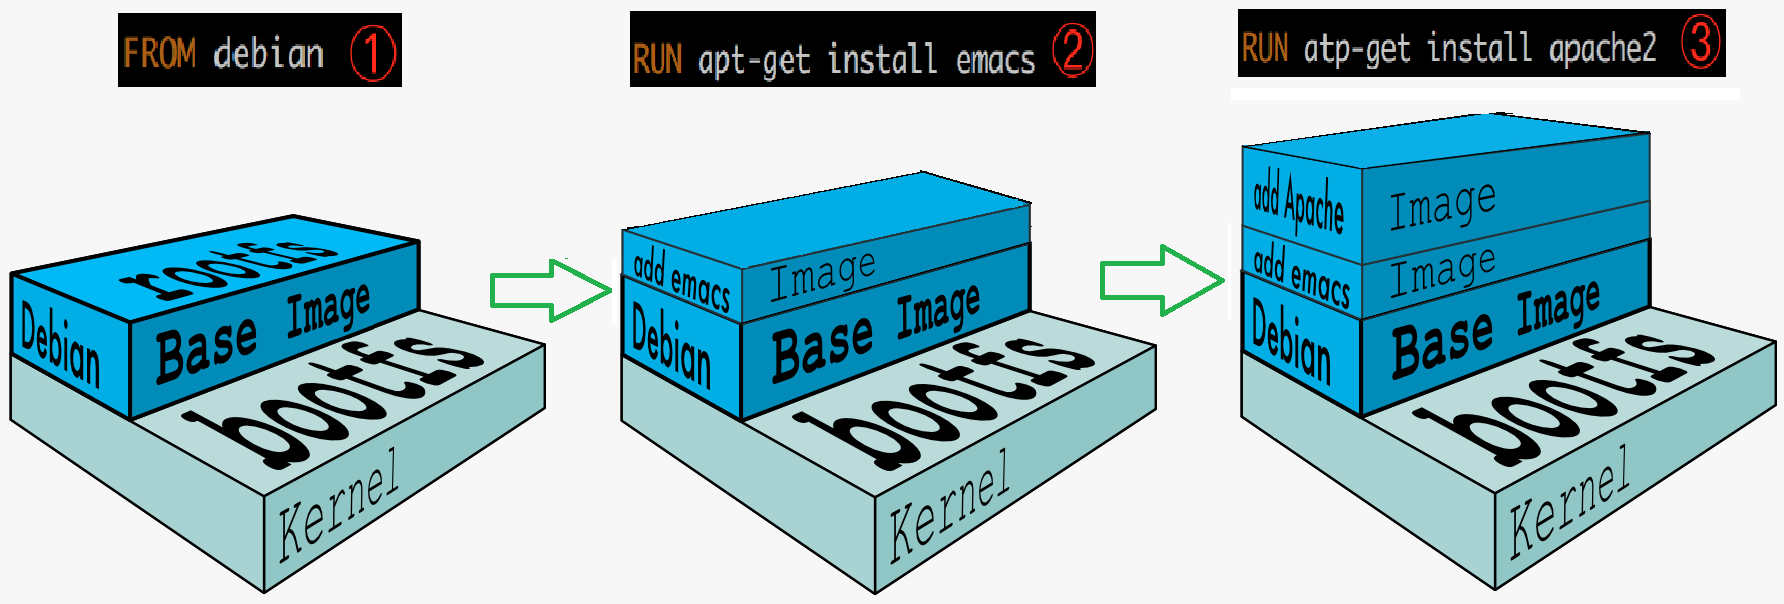 FROM debian ①
RUN apt-get install emacs ②
RUN atp-get install apache2 ③
rootfs
Debian
Base Image
bootfs
Kernel
add emacs
Image
Debian
Base Image
bootfs
Kernel
add Apache
Image
add emacs
Image
Debian
Base Image
bootfs
Kernel